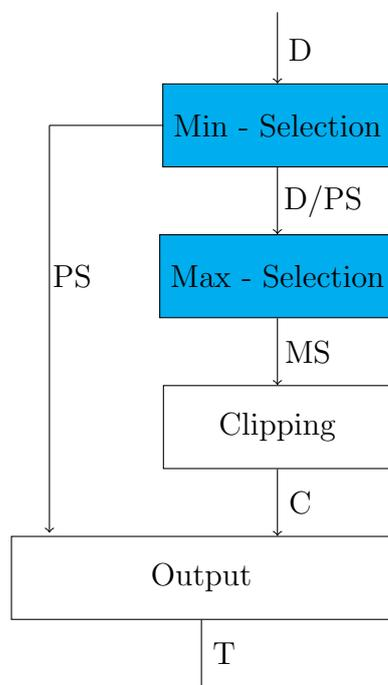 D
Min - Selection
D/PS
PS
Max - Selection
MS
Clipping
C
Output
T